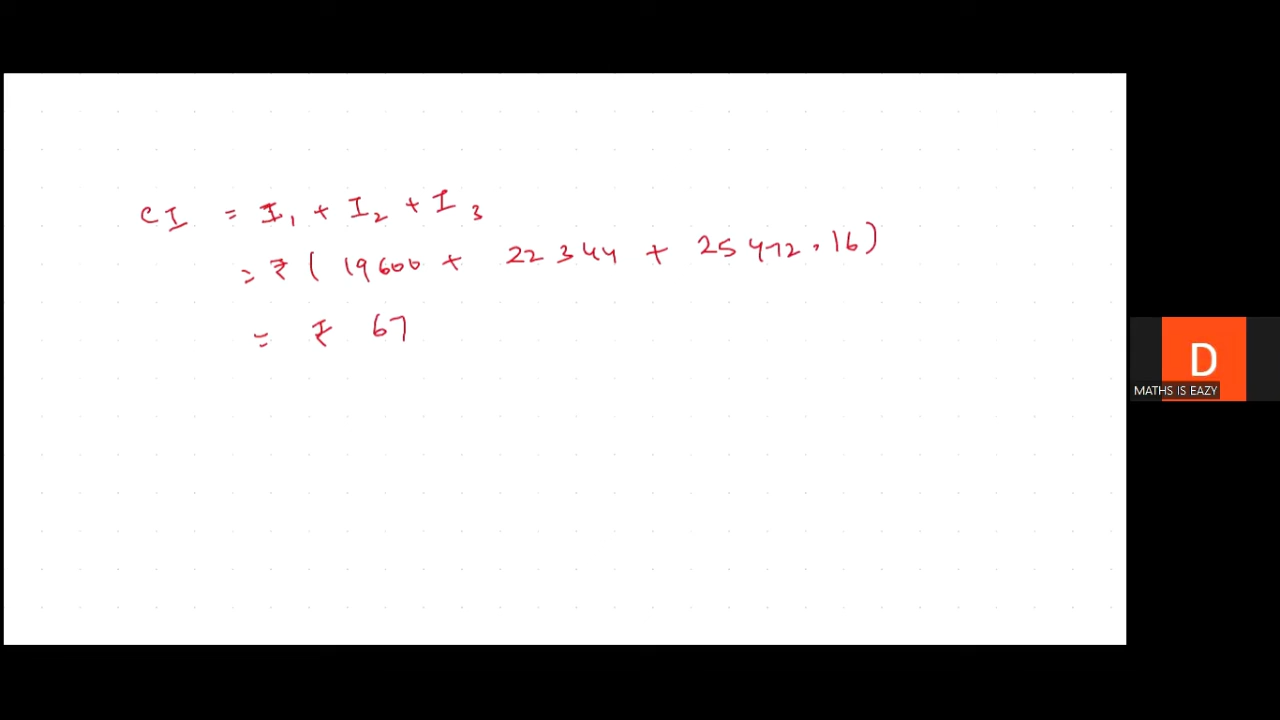 CI = I₁ + I₂ + I₃
= ₹ ( 19600 + 22344 + 25472.16)
= ₹ 67
D
MATHS IS EAZY